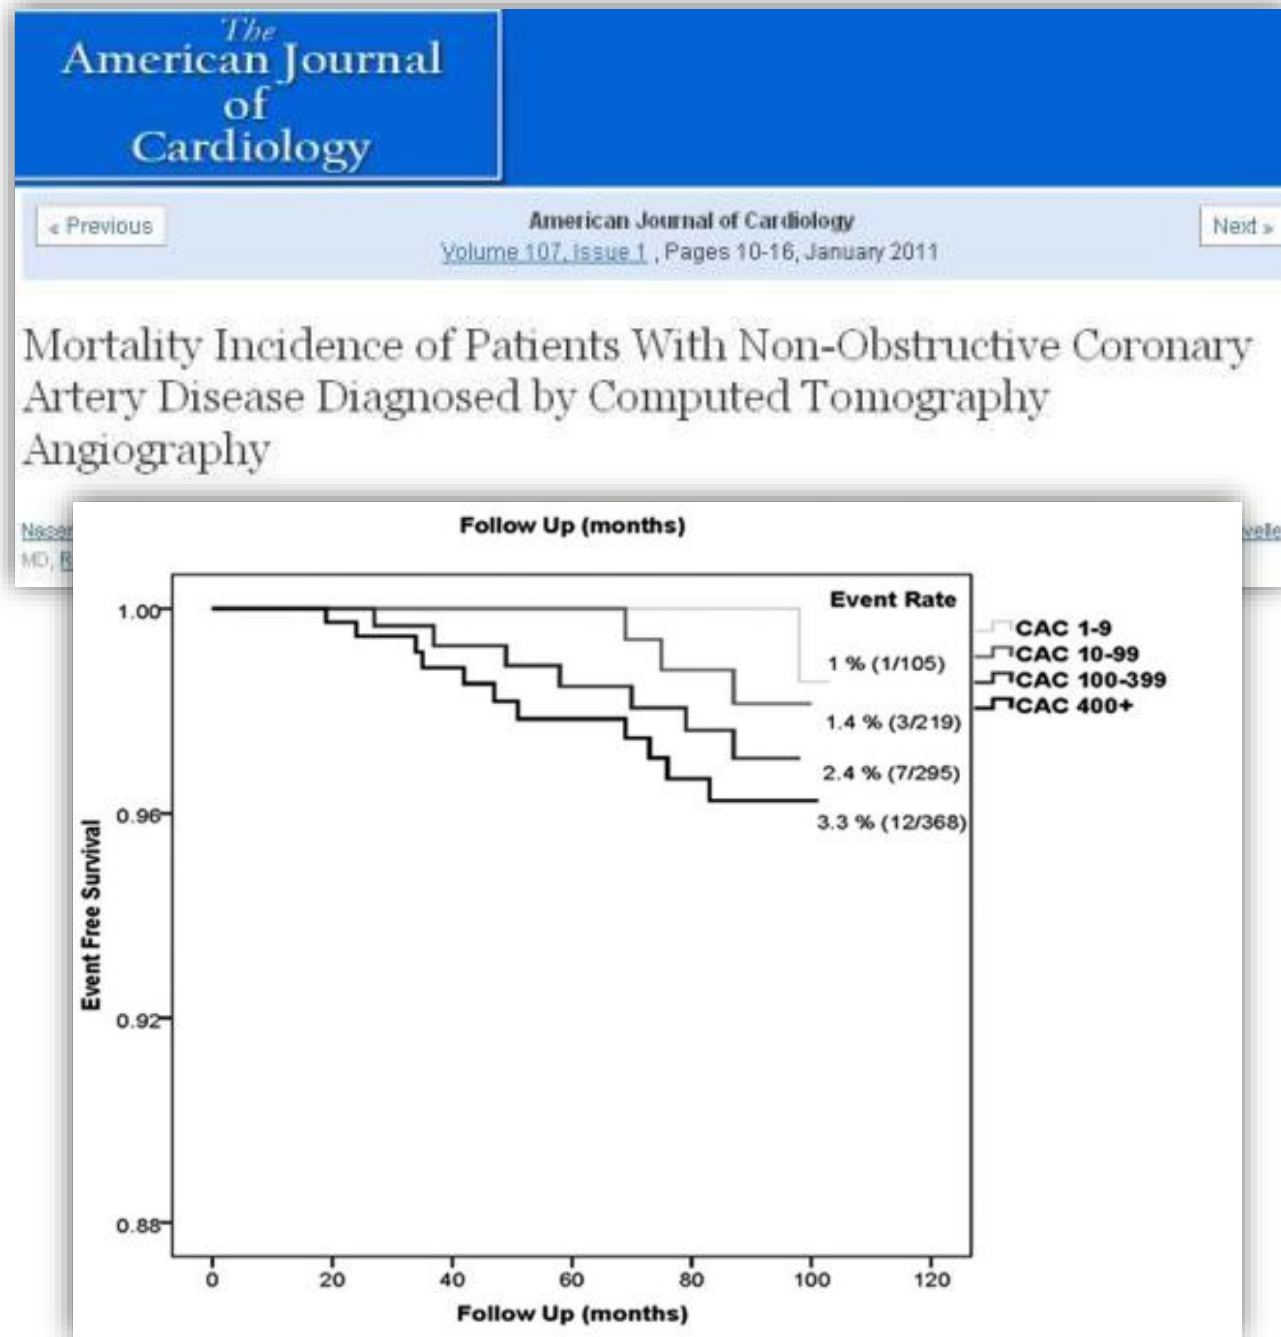 The
American Journal
of
Cardiology
« Previous
American Journal of Cardiology
Volume 107, Issue 1 , Pages 10-16, January 2011
Next »
Mortality Incidence of Patients With Non-Obstructive Coronary
Artery Disease Diagnosed by Computed Tomography
Angiography
Naser
velle
MD, R
Follow Up (months)
Event Rate
1.00
CAC 1-9
CAC 10-99
1 % (1/105)
CAC 100-399
CAC 400+
1.4 % (3/219)
2.4 % (7/295)
0.96
3.3 % (12/368)
Event Free Survival
0.92
0.88
0 20 40 60 80 100 120
Follow Up (months)